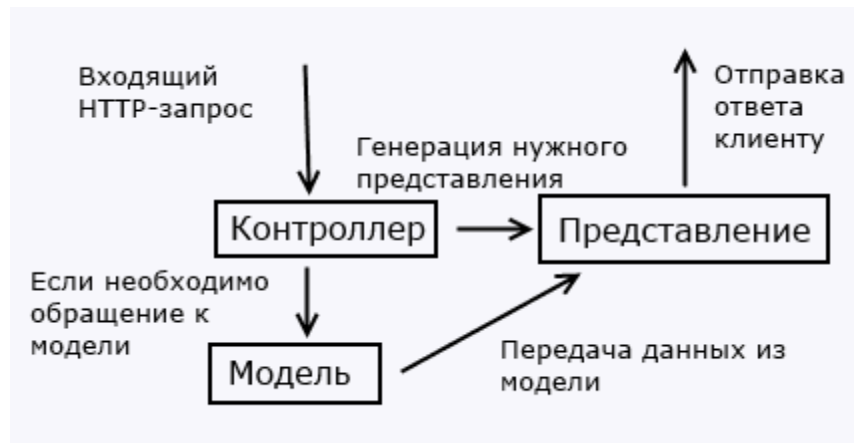 Входящий
HTTP-запрос
Отправка
ответа
клиенту
Генерация нужного
представления
Контроллер
Представление
Если необходимо
обращение к
модели
Модель
Передача данных из
модели